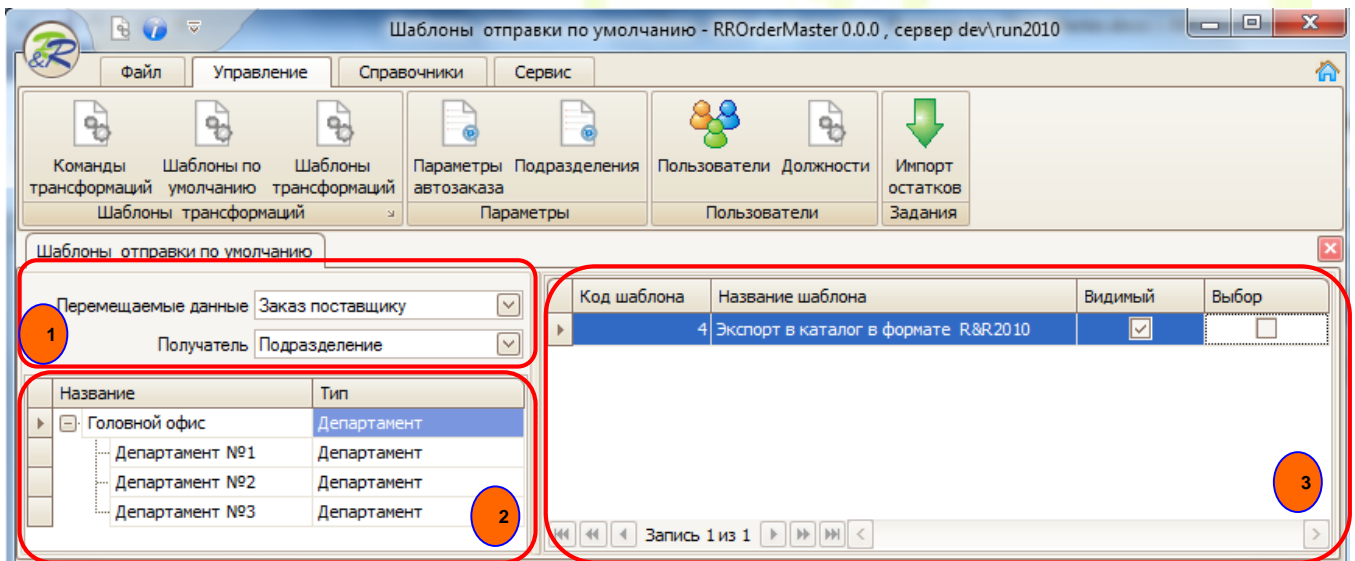 Шаблоны отправки по умолчанию - RROrderMaster 0.0.0 , сервер dev\run2010
&R
Файл Управление Справочники Сервис
Команды трансформаций
Шаблоны по умолчанию
Шаблоны трансформаций
Параметры автозаказа
Подразделения
Пользователи
Должности
Импорт остатков
Шаблоны трансформаций Параметры Пользователи Задания
Шаблоны отправки по умолчанию
Перемещаемые данные Заказ поставщику
1
Получатель Подразделение
Название Тип
Головной офис Департамент
Департамент №1 Департамент
Департамент №2 Департамент
Департамент №3 Департамент
2
Код шаблона Название шаблона Видимый Выбор
4 Экспорт в каталог в формате R&R2010
3
Запись 1 из 1